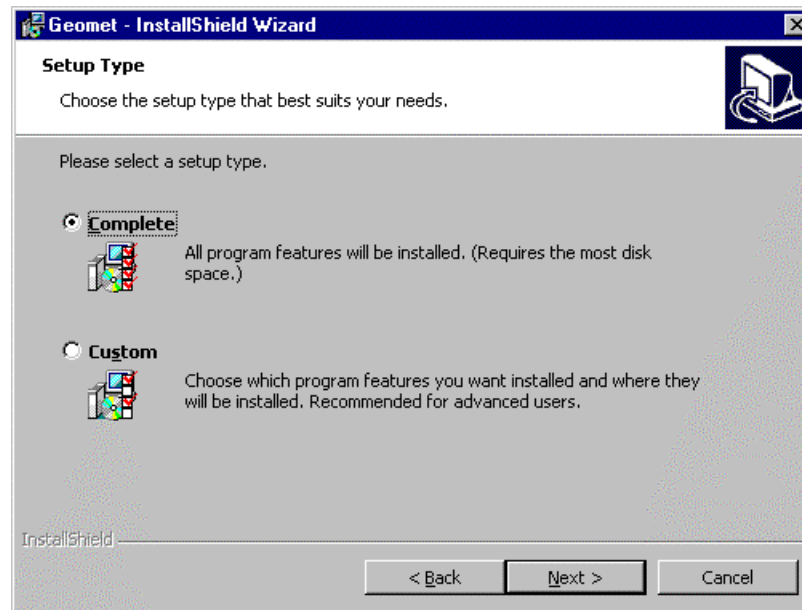 Geomet - InstallShield Wizard
Setup Type
Choose the setup type that best suits your needs.
Please select a setup type.
Complete
All program features will be installed. (Requires the most disk
space.)
Custom
Choose which program features you want installed and where they
will be installed. Recommended for advanced users.
InstallShield
< Back Next > Cancel